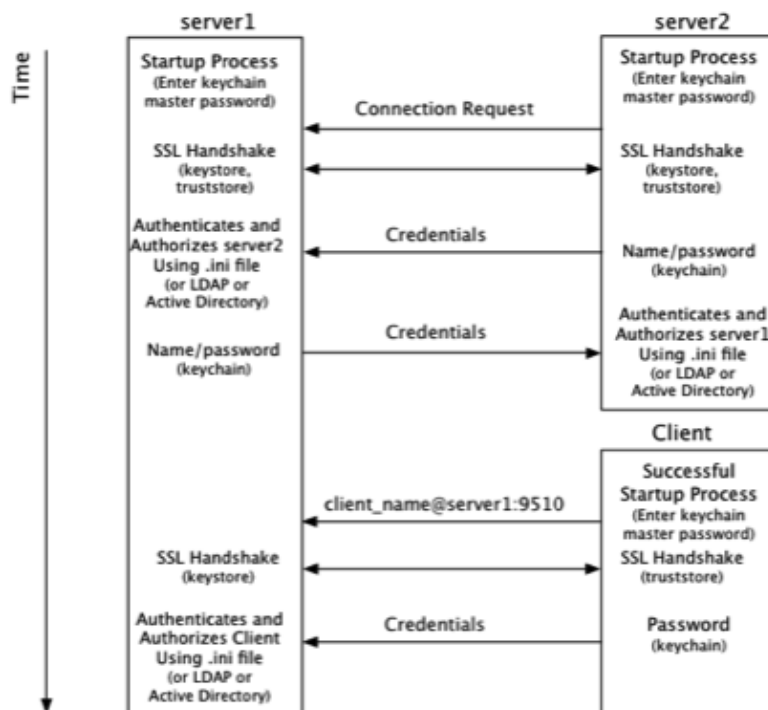 server1
server2
Time
Startup Process
(Enter keychain
master password)
Startup Process
(Enter keychain
master password)
Connection Request
SSL Handshake
(keystore,
truststore)
SSL Handshake
(keystore,
truststore)
Authenticates and
Authorizes server2
Using .ini file
(or LDAP or
Active Directory)
Credentials
Name/password
(keychain)
Name/password
(keychain)
Credentials
Authenticates and
Authorizes server1
Using .ini file
(or LDAP or
Active Directory)
Client
client_name@server1:9510
Successful
Startup Process
(Enter keychain
master password)
SSL Handshake
(keystore)
SSL Handshake
(truststore)
Authenticates and
Authorizes Client
Using .ini file
(or LDAP or
Active Directory)
Credentials
Password
(keychain)